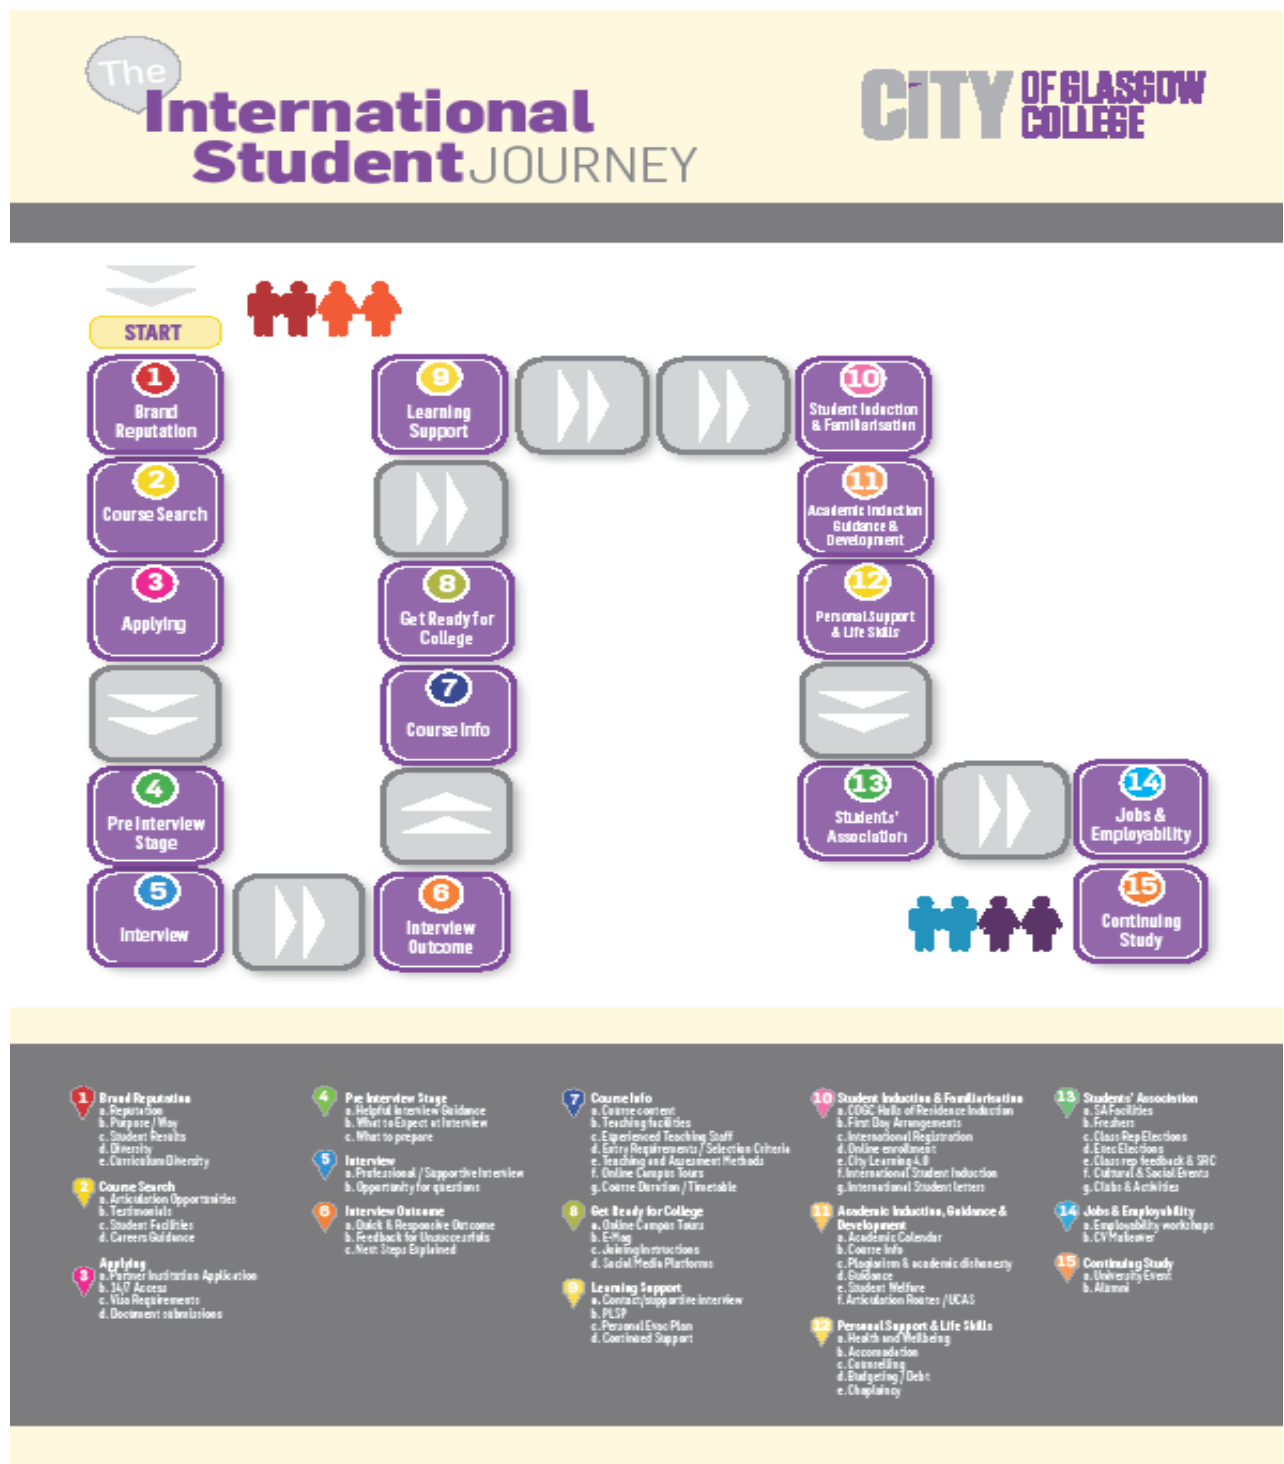 The
International
Student JOURNEY
CITY OF GLASGOW
COLLEGE
START
1
Brand
Reputation
2
Course Search
3
Applying
4
Pre Interview
Stage
5
Interview
6
Interview
Outcome
7
Course Info
8
Get Ready for
College
9
Learning
Support
10
Student Induction
& Familiarisation
11
Academic Induction
Guidance &
Development
12
Personal Support
& Life Skills
13
Students'
Association
14
Jobs &
Employability
15
Continuing
Study
1 Brand Reputation
a. Reputation
b. Purpose / Way
c. Student Results
d. Diversity
e. Curriculum Diversity
2 Course Search
a. Articulation Opportunities
b. Testimonials
c. Student Facilities
d. Careers Guidance
3 Applying
a. Partner Institution Application
b. 24/7 Access
c. Visa Requirements
d. Document submissions
4 Pre Interview Stage
a. Helpful Interview Guidance
b. What to Expect at Interview
c. What to prepare
5 Interview
a. Professional / Supportive Interview
b. Opportunity for questions
6 Interview Outcome
a. Quick & Responsive Outcome
b. Feedback for Unsuccessfuls
c. Next Steps Explained
7 Course Info
a. Course content
b. Teaching facilities
c. Experienced Teaching Staff
d. Entry Requirements / Selection Criteria
e. Teaching and Assesment Methods
f. Online Campus Tours
g. Course Duration / Timetable
8 Get Ready for College
a. Online Campus Tours
b. E-Mag
c. Joining Instructions
d. Social Media Platforms
9 Learning Support
a. Contact/supportive interview
b. PLSP
c. Personal Evac Plan
d. Continued Support
10 Student Induction & Familiarisation
a. COGC Halls of Residence Induction
b. First Day Arrangements
c. International Registration
d. Online enrolment
e. City Learning 4.0
f. International Student Induction
g. International Student letters
11 Academic Induction, Guidance &
Development
a. Academic Calendar
b. Course Info
c. Plagiorism & academic dishonesty
d. Guidance
e. Student Welfare
f. Articulation Routes / UCAS
12 Personal Support & Life Skills
a. Health and Wellbeing
b. Accomodation
c. Counselling
d. Budgeting / Debt
e. Chaplaincy
13 Students' Association
a. SA Facilities
b. Freshers
c. Class Rep Elections
d. Exec Elections
e. Class rep feedback & SRC
f. Cultural & Social Events
g. Clubs & Activities
14 Jobs & Employability
a. Employability workshops
b. CV Makeover
15 Continuing Study
a. University Event
b. Alumni